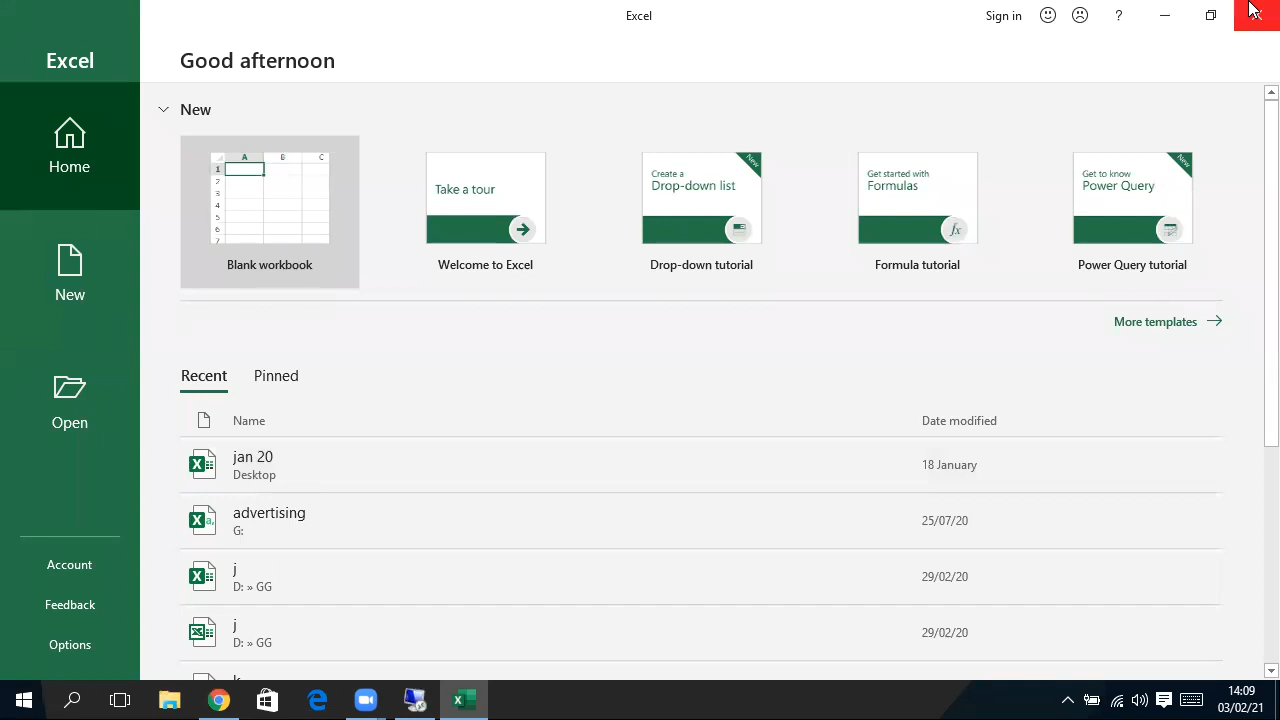 Excel
Sign in
?
Excel
Good afternoon
New
Home
A B C
1
2
3
4
5
6
7
Blank workbook
Take a tour
Welcome to Excel
New
Create a
Drop-down list
Drop-down tutorial
Get started with
Formulas
fx
Formula tutorial
New
Get to know
Power Query
Power Query tutorial
New
More templates
Recent Pinned
Open
Name Date modified
jan 20
Desktop
18 January
advertising
G:
25/07/20
j
D: » GG
29/02/20
j
D: » GG
29/02/20
Account
Feedback
Options
14:09
03/02/21